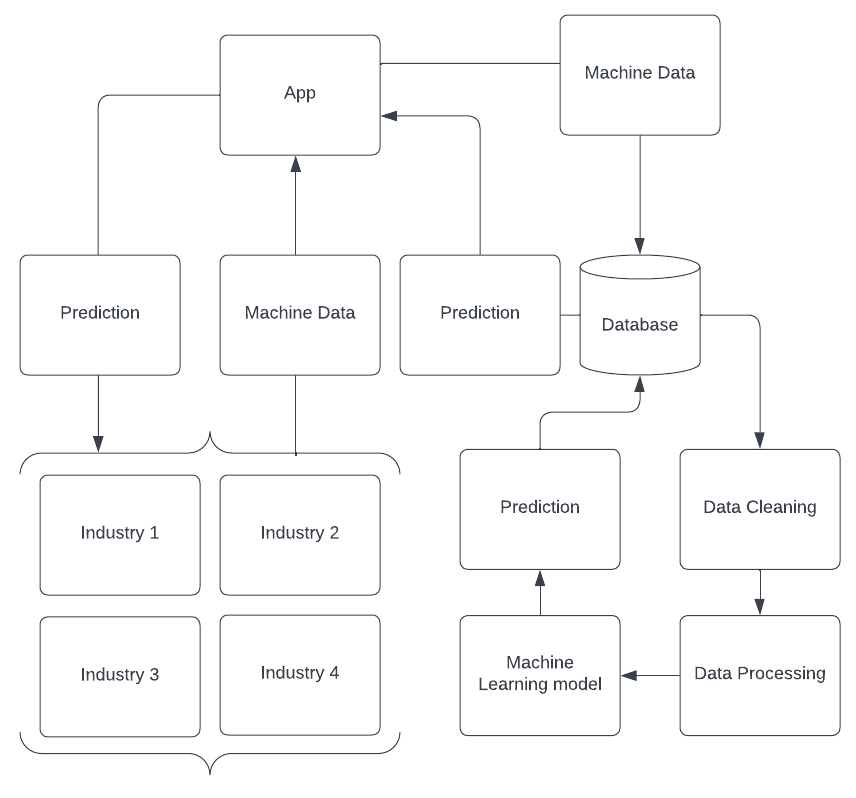 Machine Data
App
Prediction
Machine Data
Prediction
Database
Prediction
Data Cleaning
Industry 1
Industry 2
Machine
Learning model
Data Processing
Industry 3
Industry 4